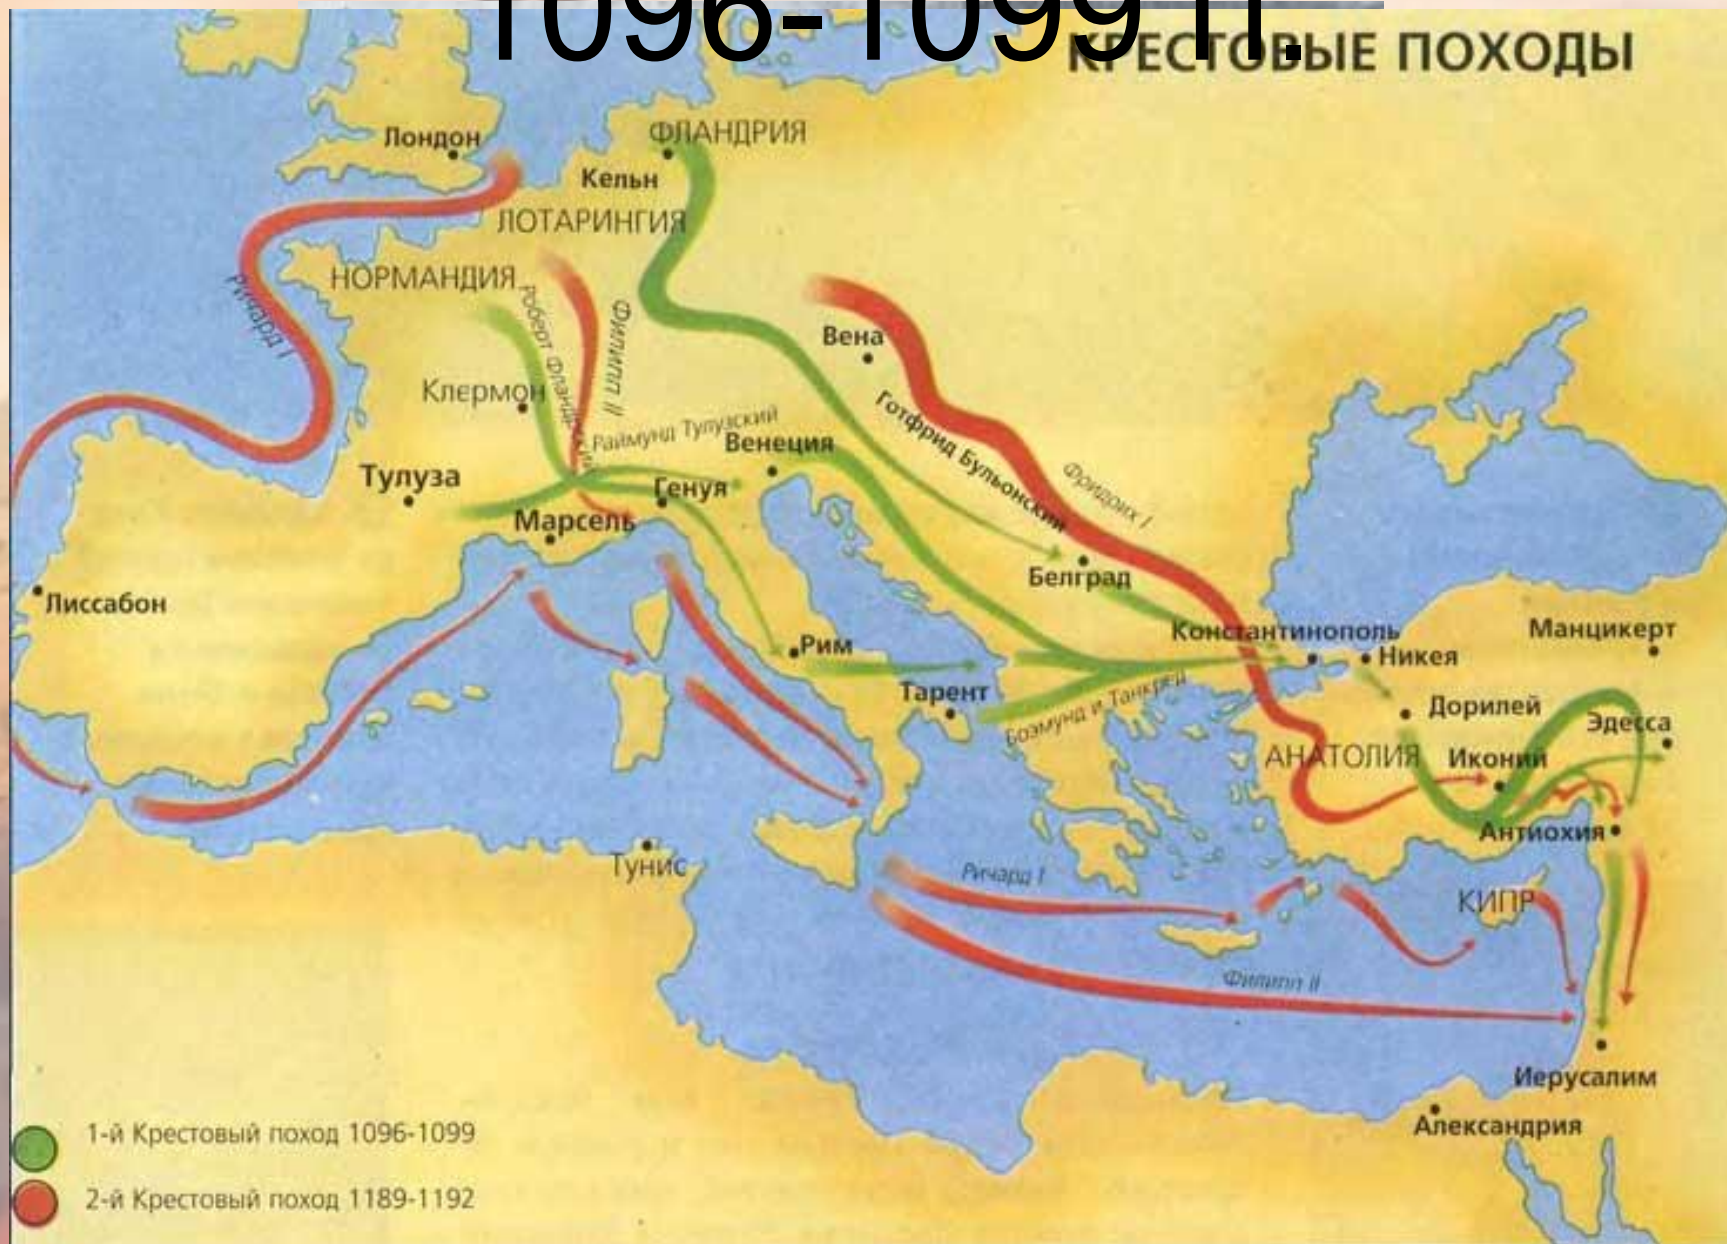 1096-1099 гг.
КРЕСТОВЫЕ ПОХОДЫ
Лондон
ФЛАНДРИЯ
Кельн
ЛОТАРИНГИЯ
НОРМАНДИЯ
Ричард I
Роберт Фландрский
Филипп II
Вена
Клермон
Готфрид Бульонский
Раймунд Тулузский
Венеция
Фридрих I
Тулуза
Генуя
Марсель
Белград
Лиссабон
Константинополь
Манцикерт
Рим
Никея
Тарент
Боэмунд и Танкред
Дорилей
Эдесса
АНАТОЛИЯ
Иконий
Антиохия
Тунис
Ричард I
КИПР
Филипп II
Иерусалим
Александрия
1-й Крестовый поход 1096-1099
2-й Крестовый поход 1189-1192